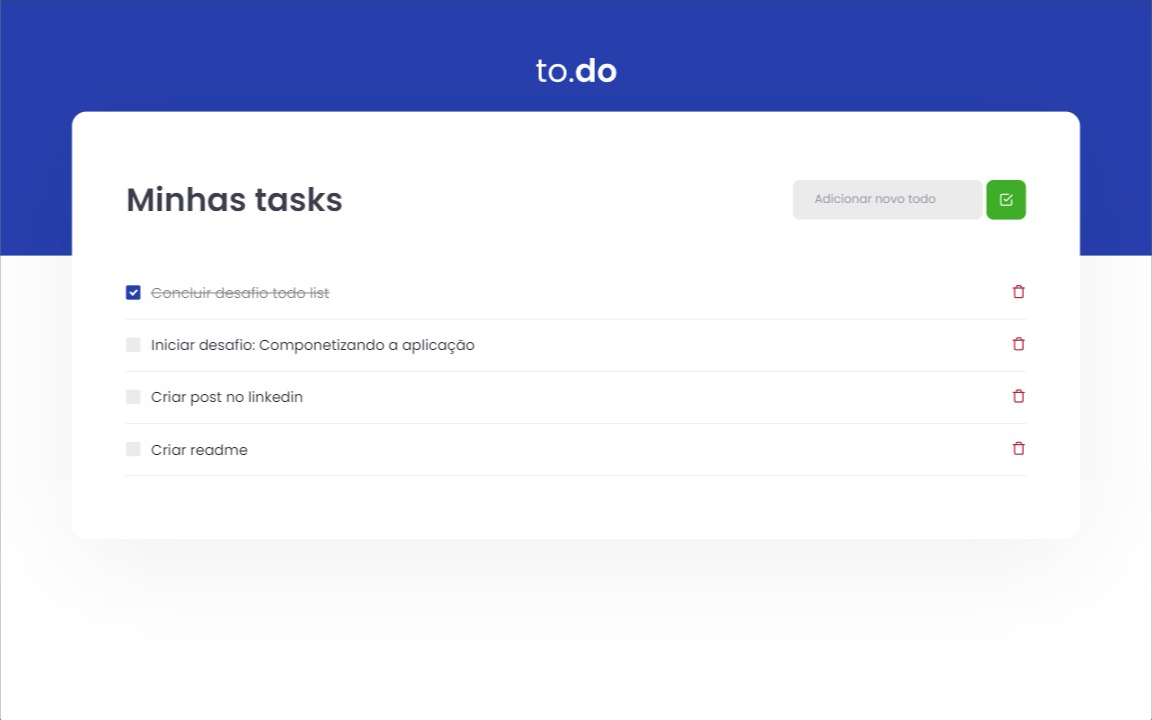 to.do
Minhas tasks
Adicionar novo todo
Concluir desafio todo list
Iniciar desafio: Componetizando a aplicação
Criar post no linkedin
Criar readme